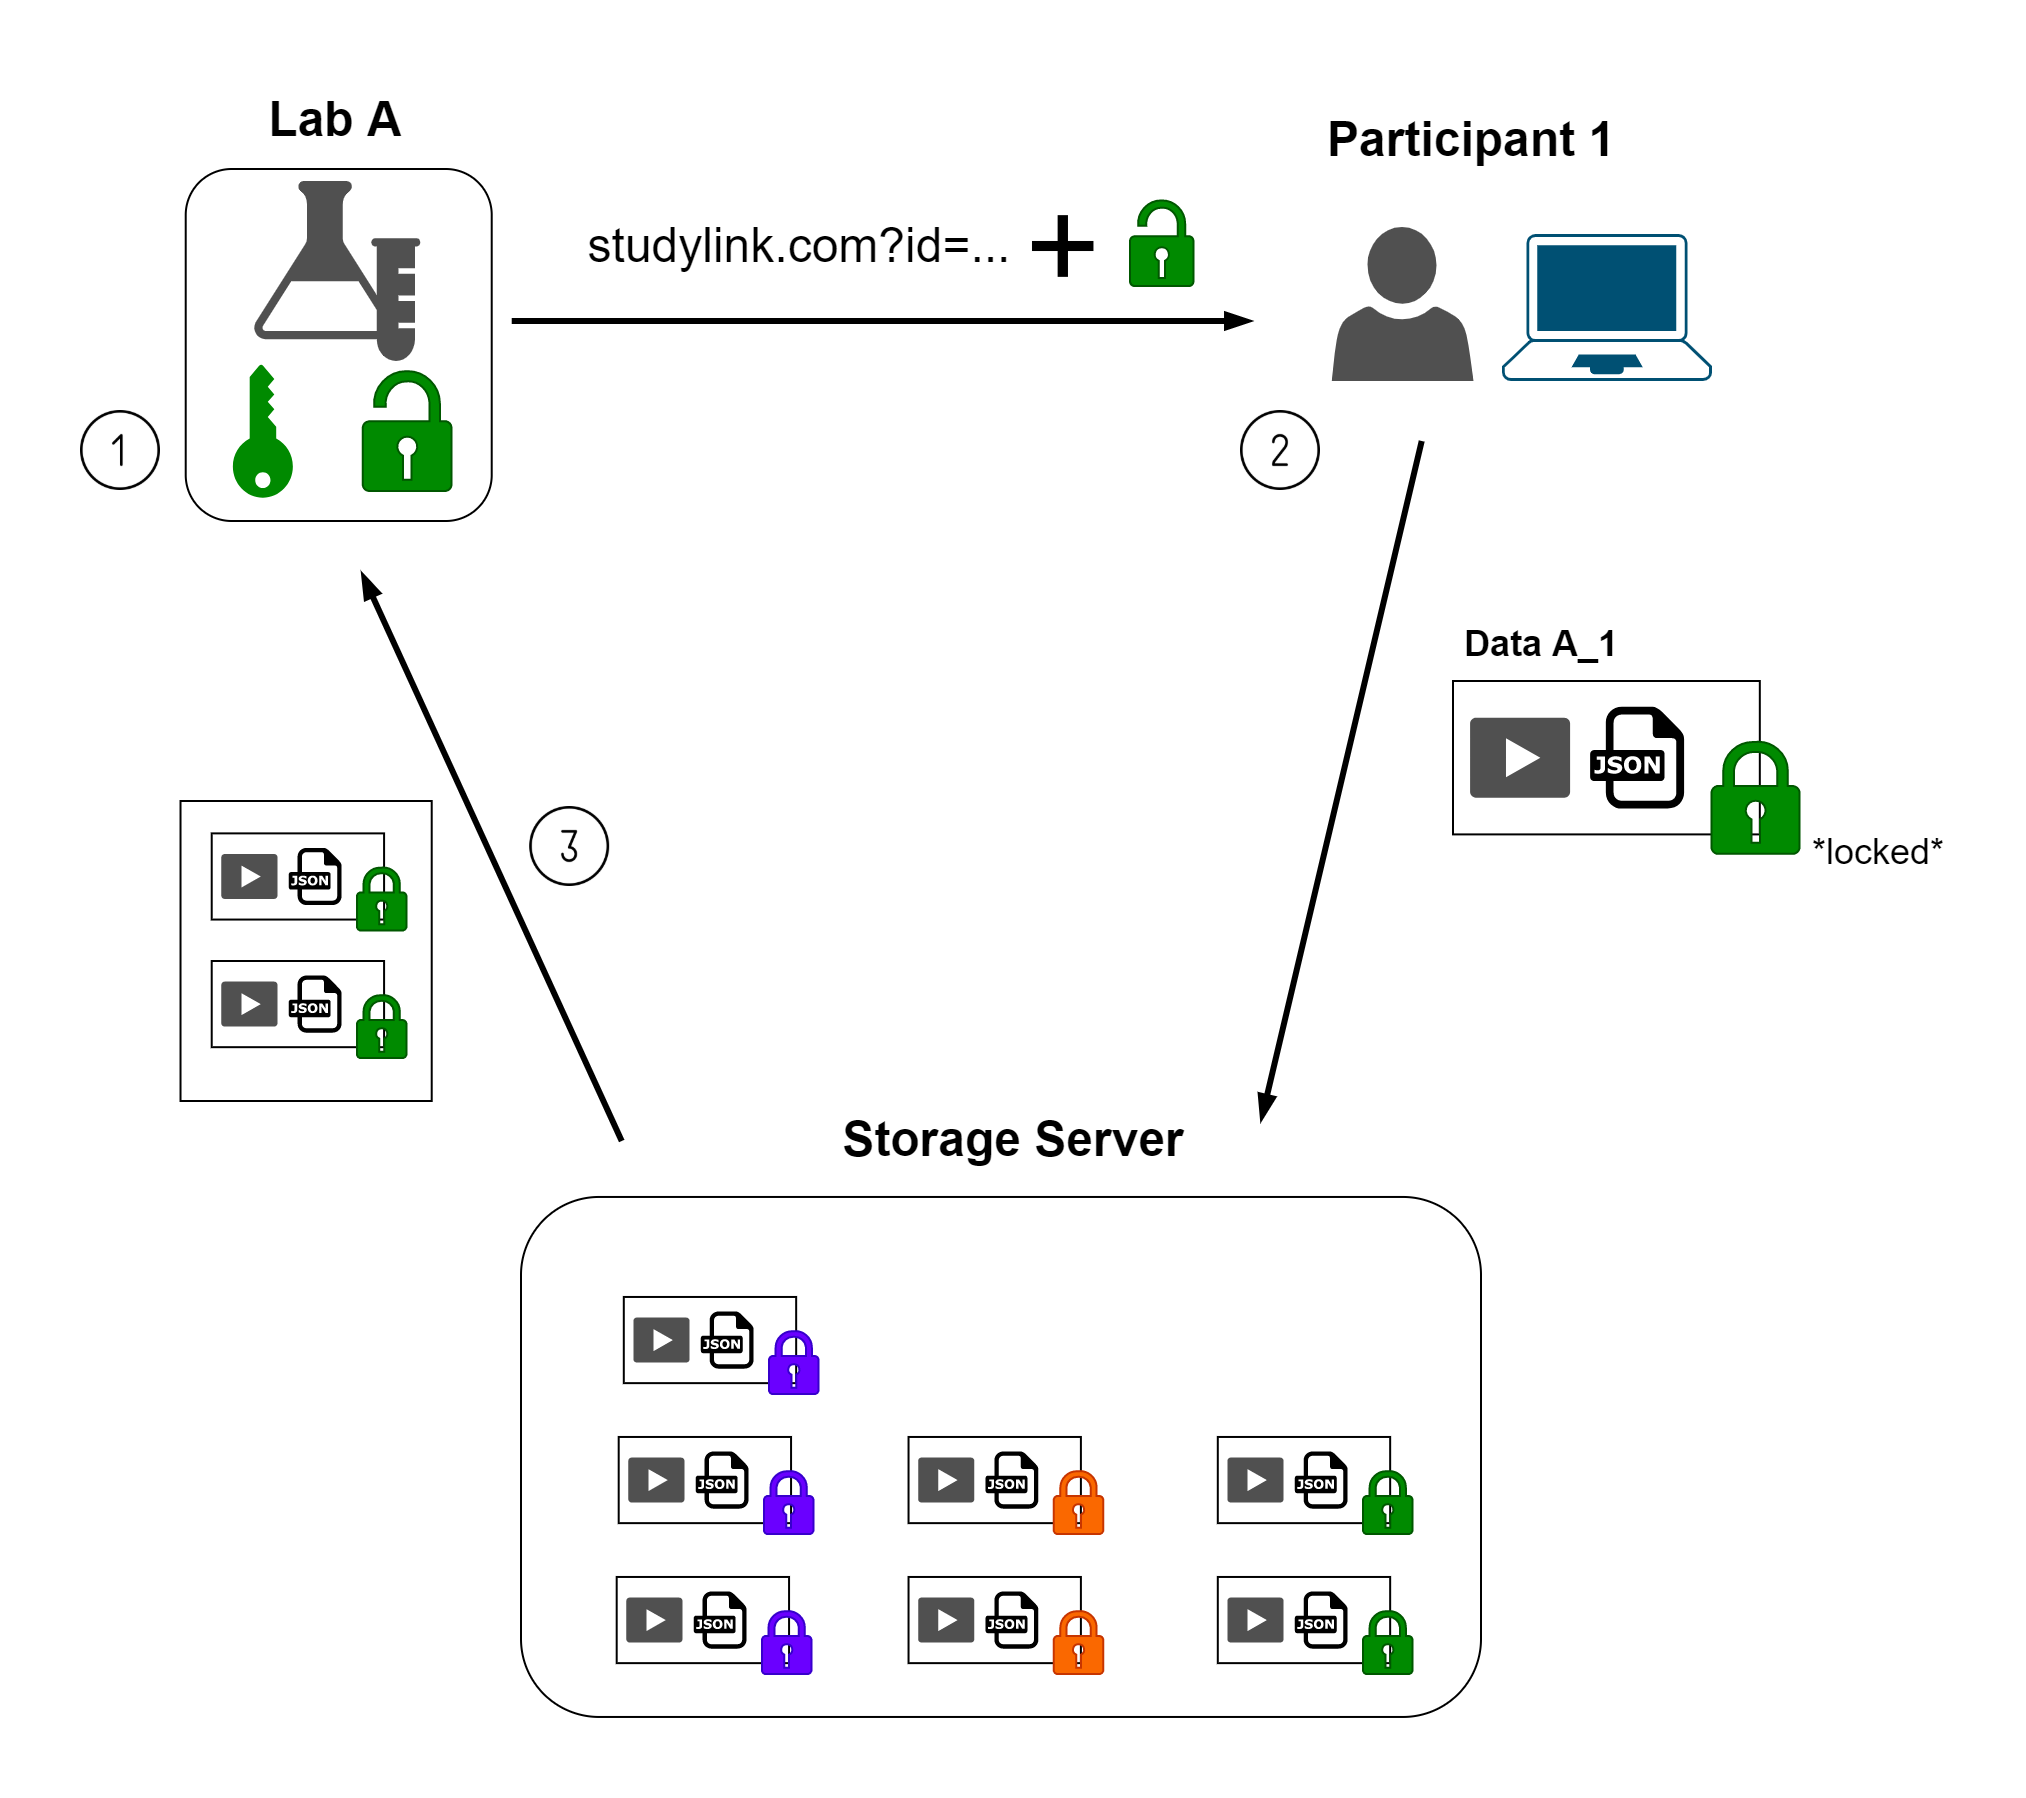 Lab A
Participant 1
studylink.com?id=...
1
2
Data A_1
JSON
*locked*
3
JSON
JSON
Storage Server
JSON
JSON
JSON
JSON
JSON
JSON
JSON